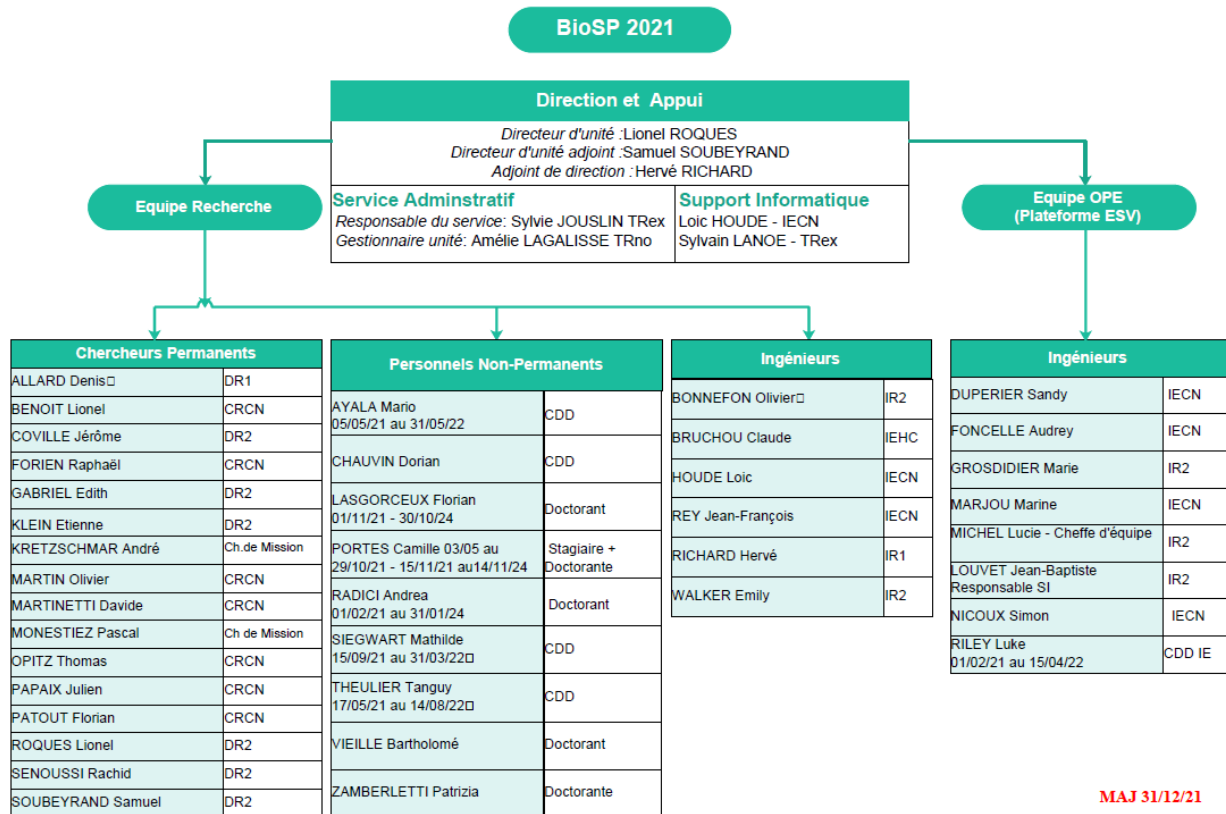 BioSP 2021
Direction et Appui
Directeur d'unité :Lionel ROQUES
Directeur d'unité adjoint :Samuel SOUBEYRAND
Adjoint de direction : Hervé RICHARD
Service Adminstratif
Responsable du service: Sylvie JOUSLIN TRex
Gestionnaire unité: Amélie LAGALISSE TRno
Support Informatique
Loic HOUDE - IECN
Sylvain LANOE - TRex
Equipe Recherche
Equipe OPE
(Plateforme ESV)
Chercheurs Permanents
ALLARD Denis□ DR1
BENOIT Lionel CRCN
COVILLE Jérôme DR2
FORIEN Raphaël CRCN
GABRIEL Edith DR2
KLEIN Etienne DR2
KRETZSCHMAR André Ch.de Mission
MARTIN Olivier CRCN
MARTINETTI Davide CRCN
MONESTIEZ Pascal Ch de Mission
OPITZ Thomas CRCN
PAPAIX Julien CRCN
PATOUT Florian CRCN
ROQUES Lionel DR2
SENOUSSI Rachid DR2
SOUBEYRAND Samuel DR2
Personnels Non-Permanents
AYALA Mario
05/05/21 au 31/05/22
CDD
CHAUVIN Dorian CDD
LASGORCEUX Florian
01/11/21 - 30/10/24
Doctorant
PORTES Camille 03/05 au
29/10/21 - 15/11/21 au14/11/24
Stagiaire +
Doctorante
RADICI Andrea
01/02/21 au 31/01/24
Doctorant
SIEGWART Mathilde
15/09/21 au 31/03/22□
CDD
THEULIER Tanguy
17/05/21 au 14/08/22□
CDD
VIEILLE Bartholomé Doctorant
ZAMBERLETTI Patrizia Doctorante
Ingénieurs
BONNEFON Olivier□ IR2
BRUCHOU Claude IEHC
HOUDE Loic IECN
REY Jean-François IECN
RICHARD Hervé IR1
WALKER Emily IR2
Ingénieurs
DUPERIER Sandy IECN
FONCELLE Audrey IECN
GROSDIDIER Marie IR2
MARJOU Marine IECN
MICHEL Lucie - Cheffe d'équipe IR2
LOUVET Jean-Baptiste
Responsable SI
IR2
NICOUX Simon IECN
RILEY Luke
01/02/21 au 15/04/22
CDD IE
MAJ 31/12/21